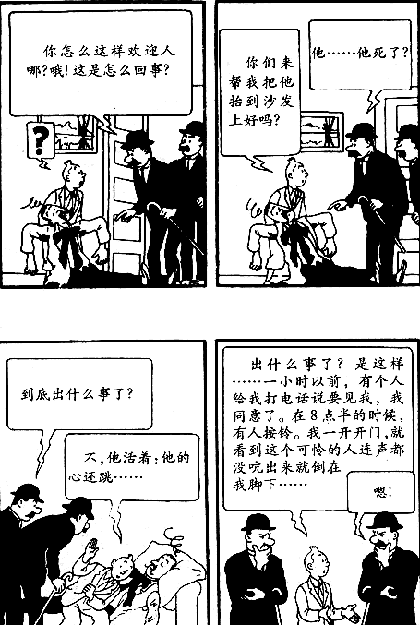 你怎么这样欢迎人
哪?哦!这是怎么回事?
?
他……他死了?
你们来
帮我把他
抬到沙发
上好吗?
到底出什么事了?
不,他活着;他的
心还跳……
出什么事了?是这样
……一小时以前,有个人
给我打电话说要见我,我
同意了。在8点卡的时候,
有人按铃。我一开开门,就
看到这个可怜的人连声都
没吭出来就倒在
我脚下……
嗯